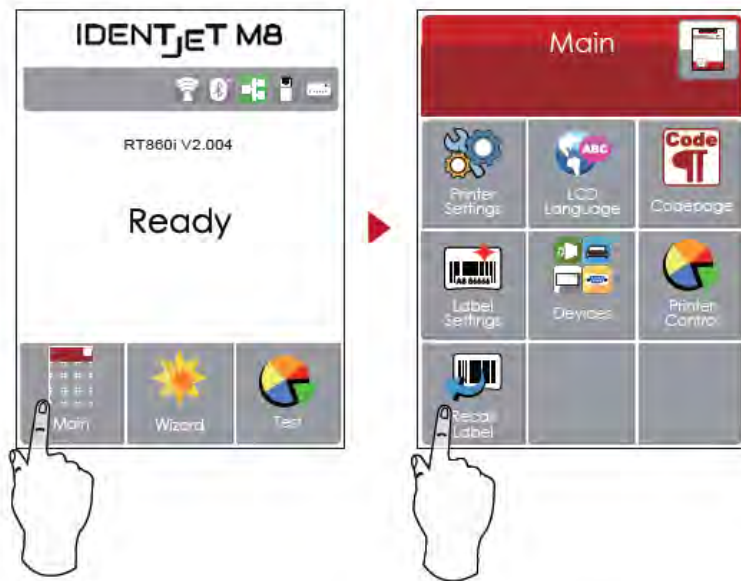 IDENTJET M8
RT860i V2.004
Ready
Main
Wizard
Test
Main
Printer
Settings
LCD
Language
Codepage
Label
Settings
Devices
Printer
Control
Recall
Label
ABC
Code